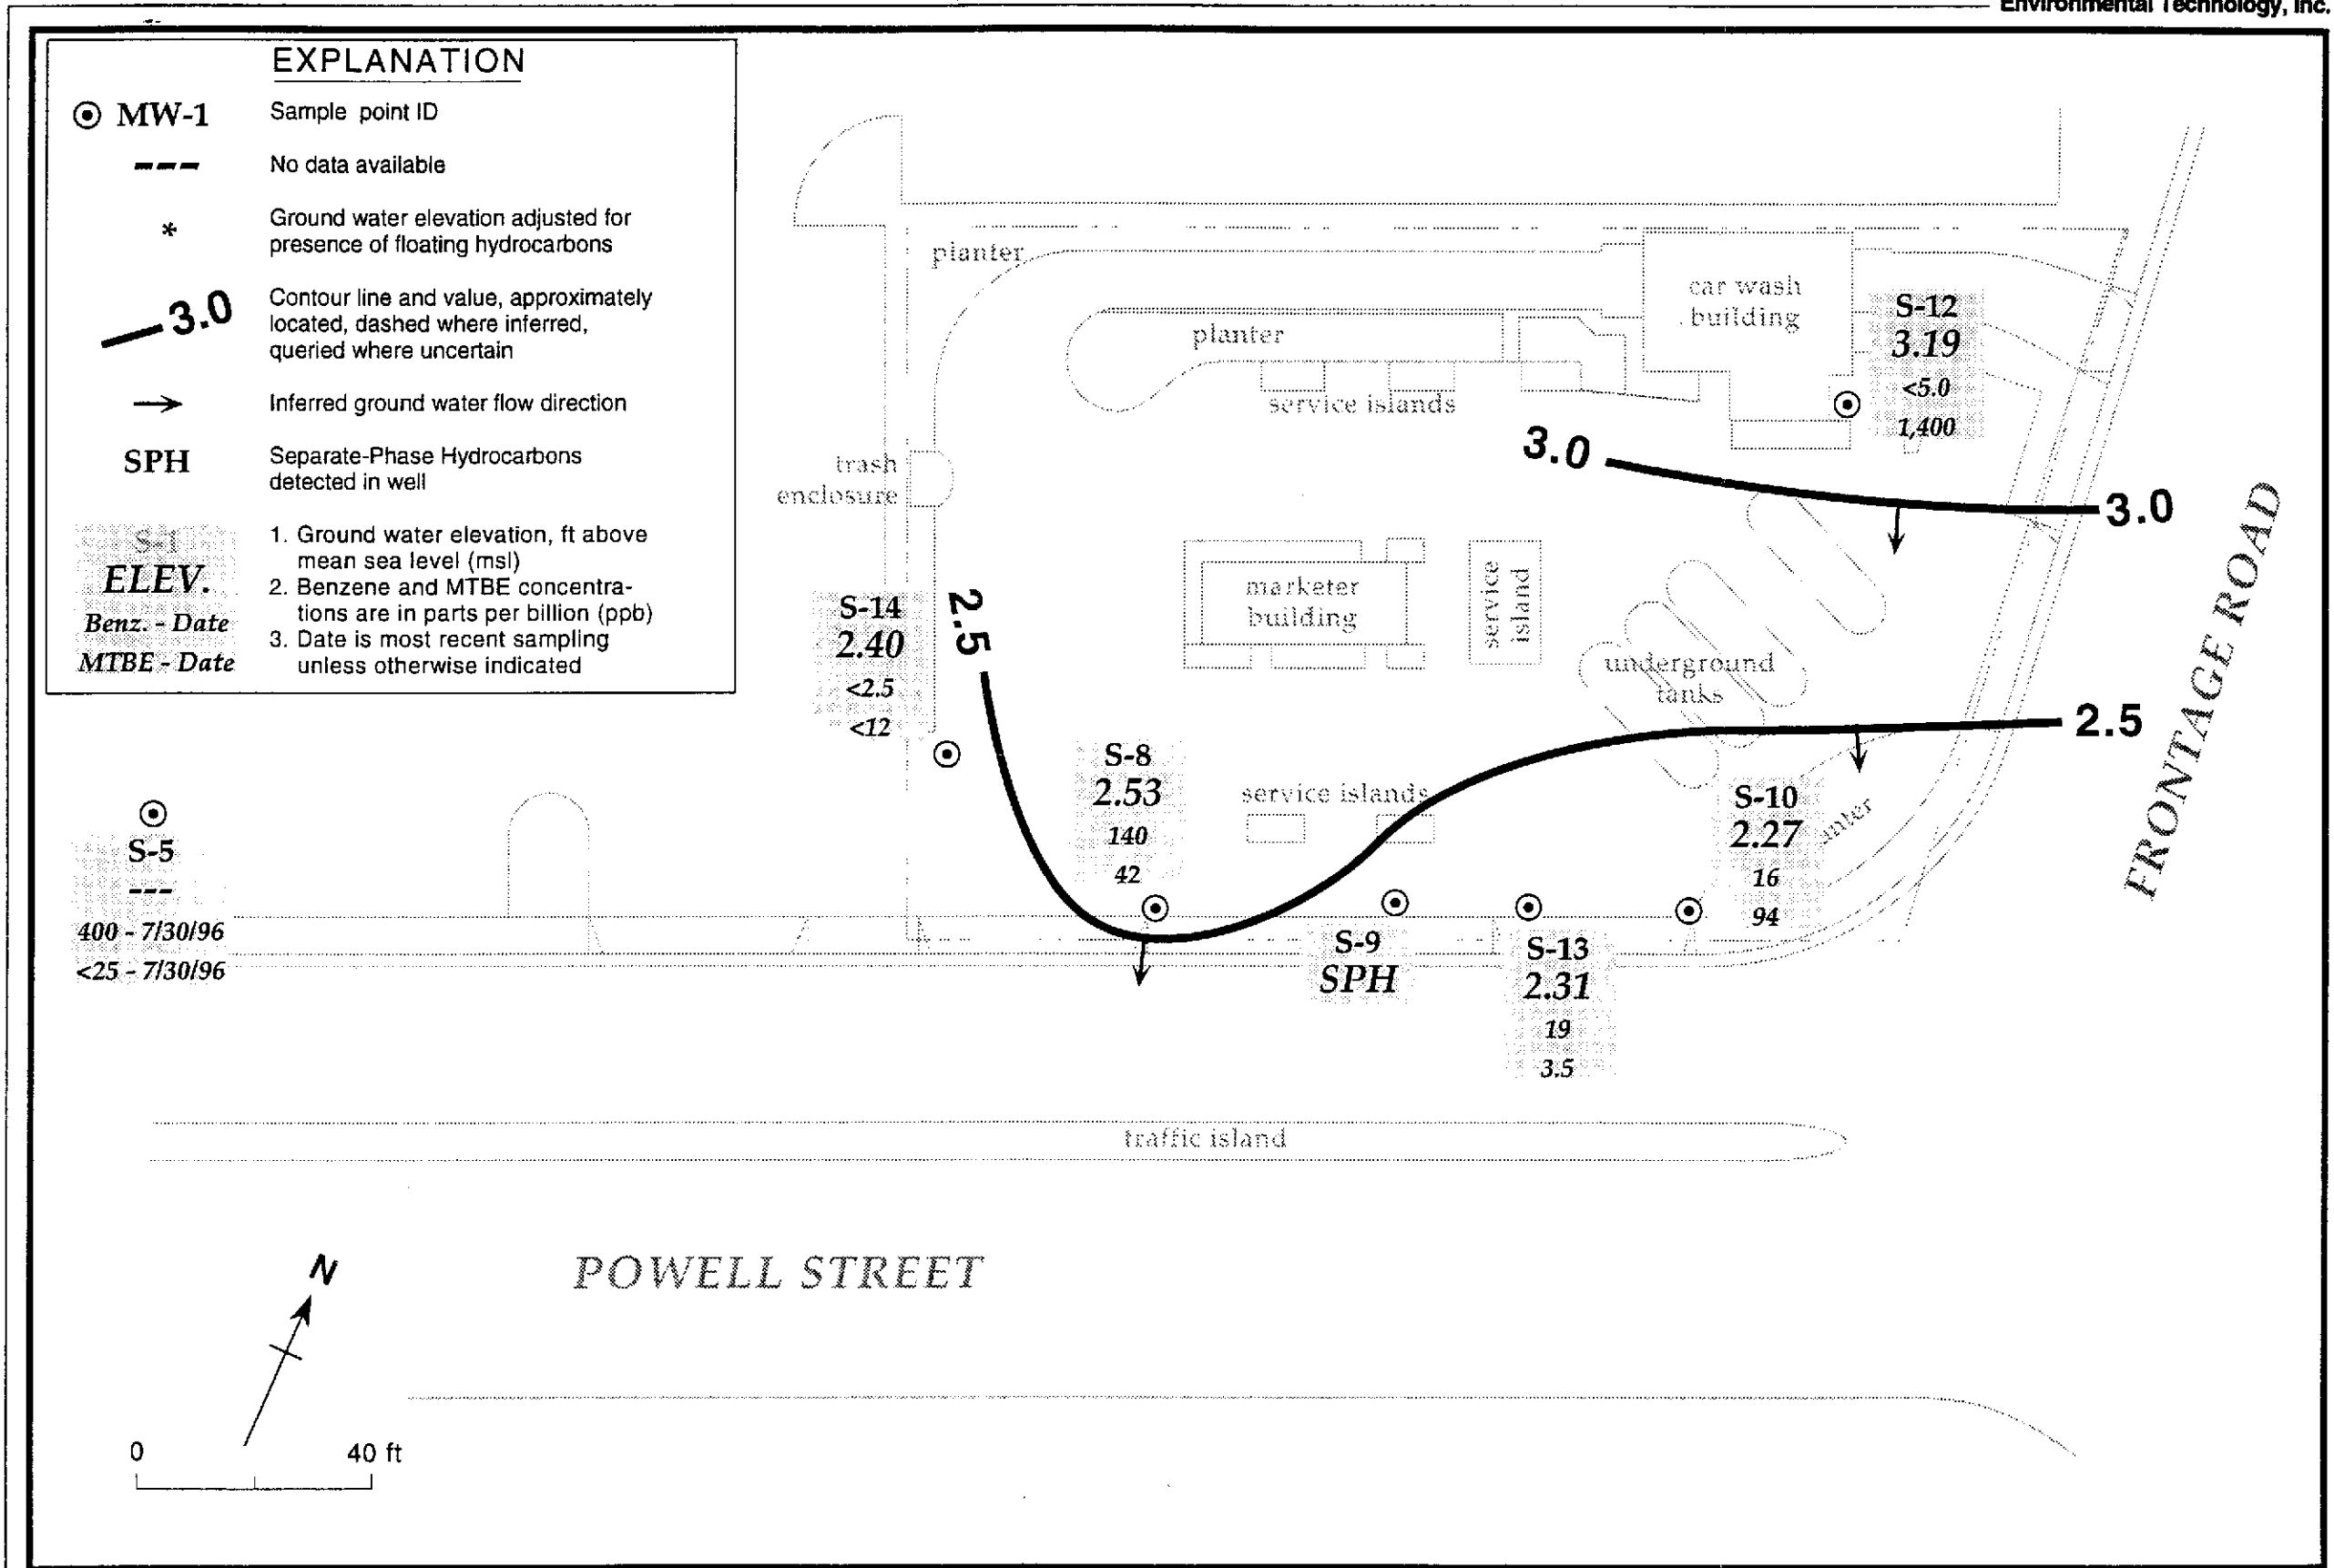 Environmental Technology, Inc.
EXPLANATION
MW-1 Sample point ID
--- No data available
* Ground water elevation adjusted for
presence of floating hydrocarbons
3.0 Contour line and value, approximately
located, dashed where inferred,
queried where uncertain
Inferred ground water flow direction
SPH Separate-Phase Hydrocarbons
detected in well
S-1
ELEV.
Benz. - Date
MTBE - Date
1. Ground water elevation, ft above
mean sea level (msl)
2. Benzene and MTBE concentra-
tions are in parts per billion (ppb)
3. Date is most recent sampling
unless otherwise indicated
planter
planter
service islands
car wash
building
S-12
3.19
<5.0
1,400
3.0
3.0
trash
enclosure
marketer
building
service
island
underground
tanks
FRONTAGE ROAD
S-14
2.40
<2.5
<12
2.5
2.5
S-8
2.53
140
42
service islands
S-10
2.27
16
94
anter
S-5
---
400 - 7/30/96
<25 - 7/30/96
S-9
SPH
S-13
2.31
19
3.5
traffic island
POWELL STREET
N
0 40 ft